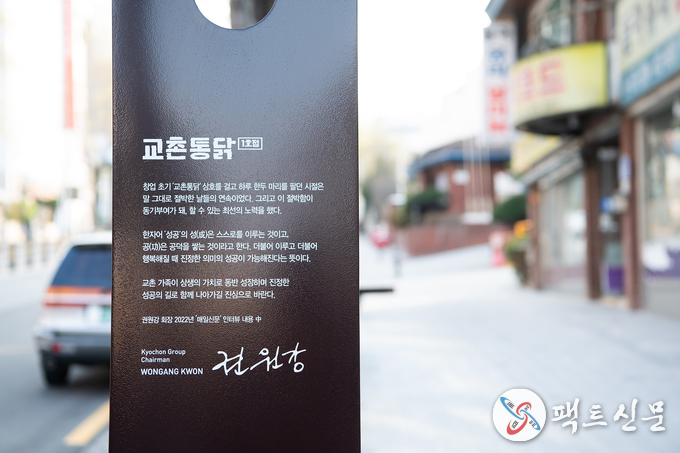 교촌통닭 1호점
창업 초기 '교촌통닭' 상호를 걸고 하루 한두 마리를 팔던 시절은
말 그대로 절박한 날들의 연속이었다. 그리고 이 절박함이
동기부여가 돼, 할 수 있는 최선의 노력을 했다.
한자어 '성공'의 성(成)은 스스로를 이루는 것이고,
공(功)은 공덕을 쌓는 것이라고 한다. 더불어 이루고 더불어
행복해질 때 진정한 의미의 성공이 가능해진다는 뜻이다.
교촌 가족이 상생의 가치로 동반 성장하며 진정한
성공의 길로 함께 나아가길 진심으로 바란다.
권원강 회장 2022년 '매일신문' 인터뷰 내용 中
Kyochon Group
Chairman
WONGANG KWON
권원강
팩트신문